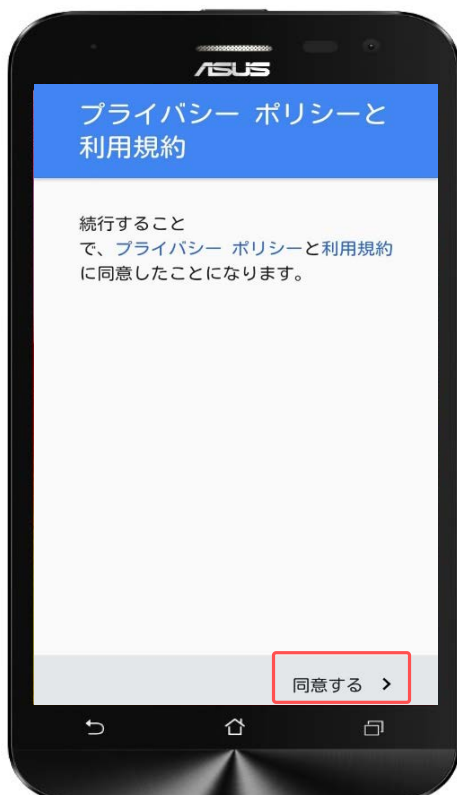 ASUS
プライバシー ポリシーと
利用規約
続行すること
で、プライバシー ポリシーと利用規約
に同意したことになります。
同意する